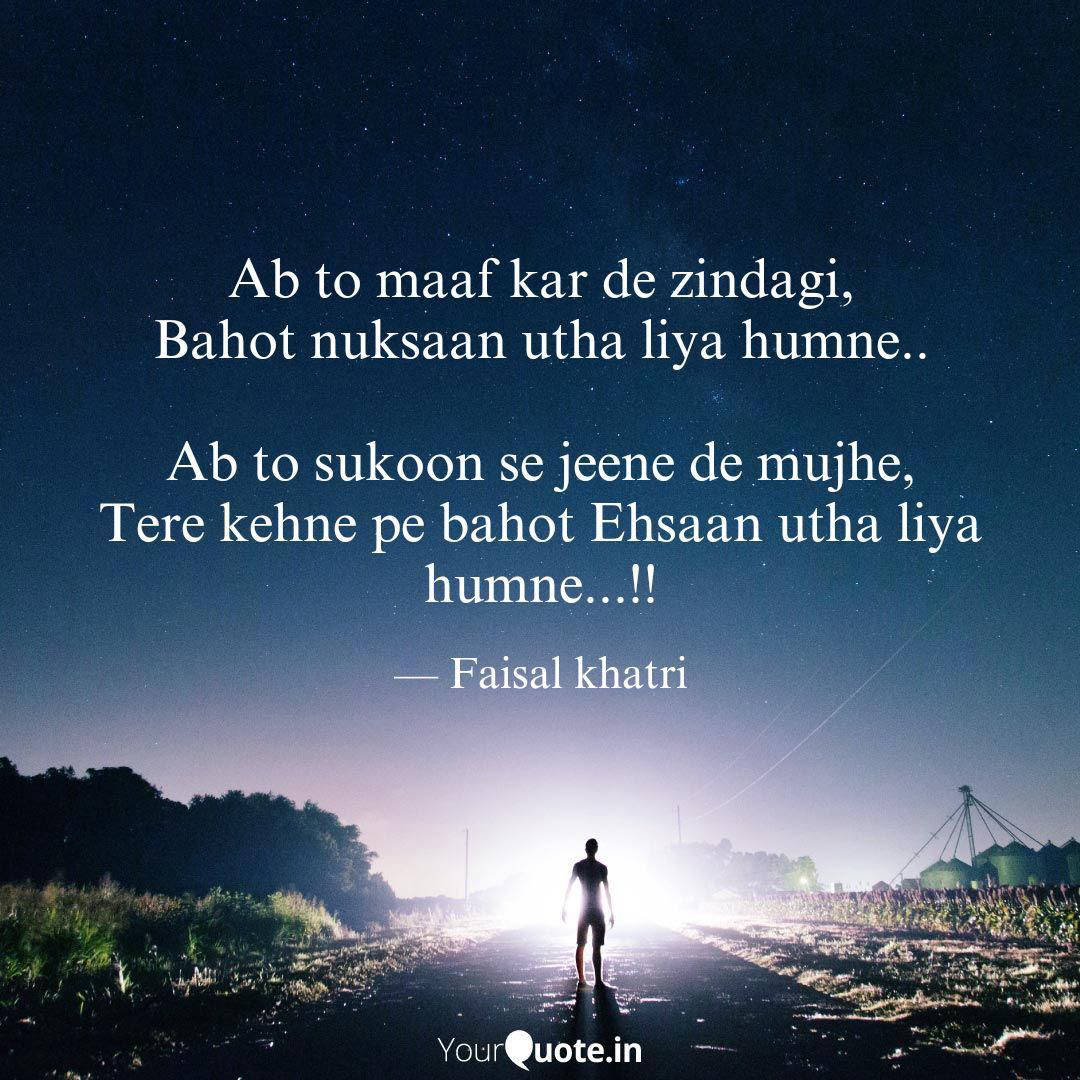 Ab to maaf kar de zindagi,
Bahot nuksaan utha liya humne..
Ab to sukoon se jeene de mujhe,
Tere kehne pe bahot Ehsaan utha liya
humne...!!
— Faisal khatri
YourQuote.in